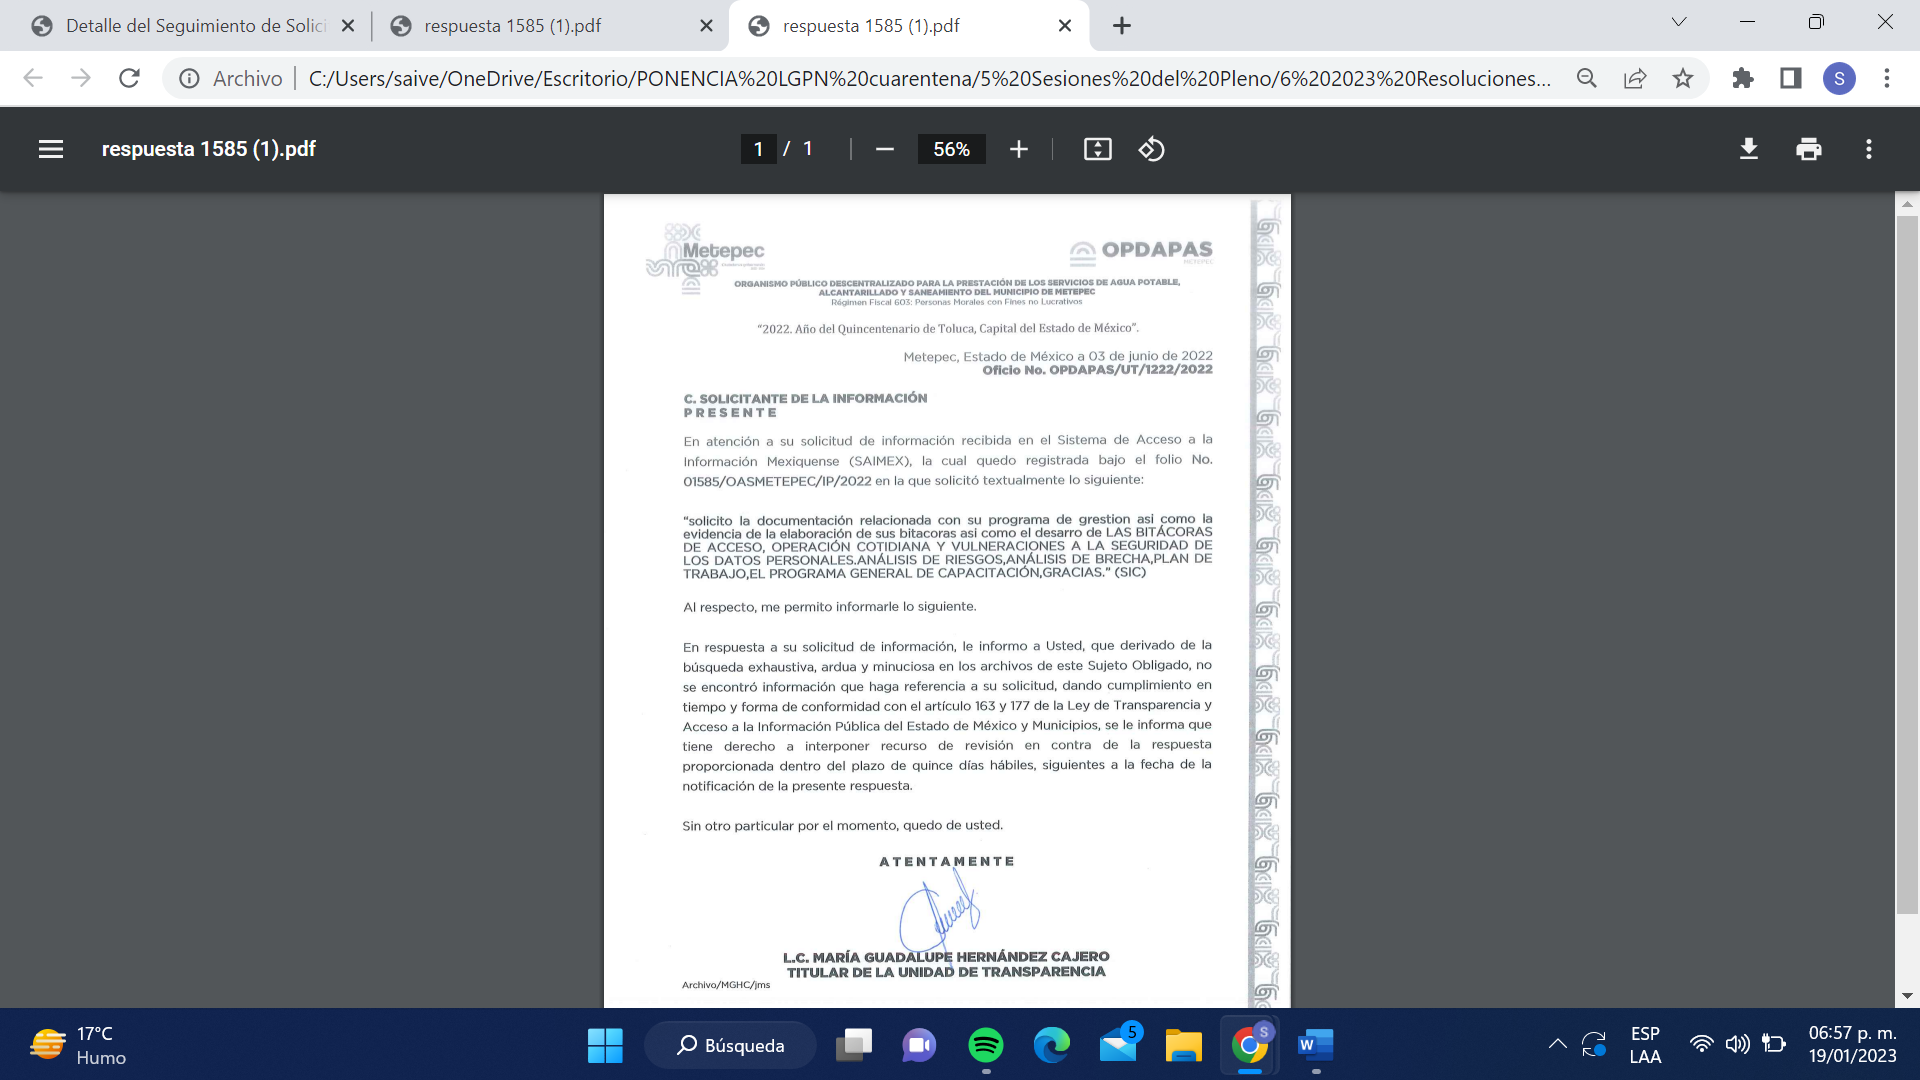 Detalle del Seguimiento de Solici
respuesta 1585 (1).pdf
respuesta 1585 (1).pdf
Archivo
C:/Users/saive/OneDrive/Escritorio/PONENCIA%20LGPN%20cuarentena/5%20Sesiones%20del%20Pleno/6%202023%20Resoluciones...
S
respuesta 1585 (1).pdf
1 / 1
56%
Metepec
OPDAPAS
METEPEC
ORGANISMO PÚBLICO DESCENTRALIZADO PARA LA PRESTACIÓN DE LOS SERVICIOS DE AGUA POTABLE,
ALCANTARILLADO Y SANEAMIENTO DEL MUNICIPIO DE METEPEC
Régimen Fiscal 603: Personas Morales con Fines no Lucrativos
"2022. Año del Quincentenario de Toluca, Capital del Estado de México".
Metepec, Estado de México a 03 de junio de 2022
Oficio No. OPDAPAS/UT/1222/2022
C. SOLICITANTE DE LA INFORMACIÓN
P R E S E N T E
En atención a su solicitud de información recibida en el Sistema de Acceso a la
Información Mexiquense (SAIMEX), la cual quedo registrada bajo el folio No.
01585/OASMETEPEC/IP/2022 en la que solicitó textualmente lo siguiente:
"solicito la documentación relacionada con su programa de grestion asi como la
evidencia de la elaboración de sus bitacoras asi como el desarro de LAS BITÁCORAS
DE ACCESO, OPERACIÓN COTIDIANA Y VULNERACIONES A LA SEGURIDAD DE
LOS DATOS PERSONALES.ANÁLISIS DE RIESGOS,ANÁLISIS DE BRECHA,PLAN DE
TRABAJO,EL PROGRAMA GENERAL DE CAPACITACIÓN,GRACIAS." (SIC)
Al respecto, me permito informarle lo siguiente.
En respuesta a su solicitud de información, le informo a Usted, que derivado de la
búsqueda exhaustiva, ardua y minuciosa en los archivos de este Sujeto Obligado, no
se encontró información que haga referencia a su solicitud, dando cumplimiento en
tiempo y forma de conformidad con el artículo 163 y 177 de la Ley de Transparencia y
Acceso a la Información Pública del Estado de México y Municipios, se le informa que
tiene derecho a interponer recurso de revisión en contra de la respuesta
proporcionada dentro del plazo de quince días hábiles, siguientes a la fecha de la
notificación de la presente respuesta.
Sin otro particular por el momento, quedo de usted.
A T E N T A M E N T E
L.C. MARÍA GUADALUPE HERNÁNDEZ CAJERO
TITULAR DE LA UNIDAD DE TRANSPARENCIA
Archivo/MGHC/jms
17°C
Humo
Búsqueda
5
S
W
ESP
LAA
06:57 p. m.
19/01/2023